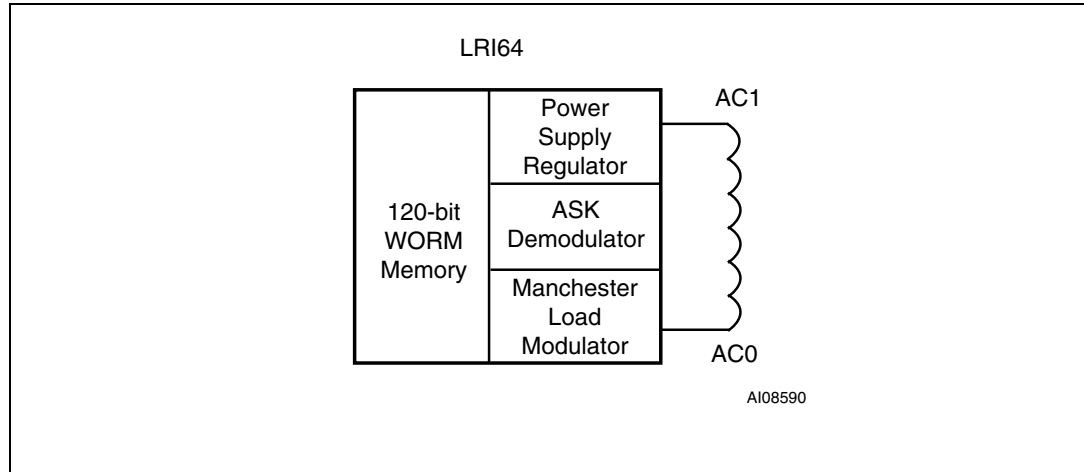 LRI64
Power
Supply
Regulator
AC1
120-bit
WORM
Memory
ASK
Demodulator
Manchester
Load
Modulator
AC0
AI08590